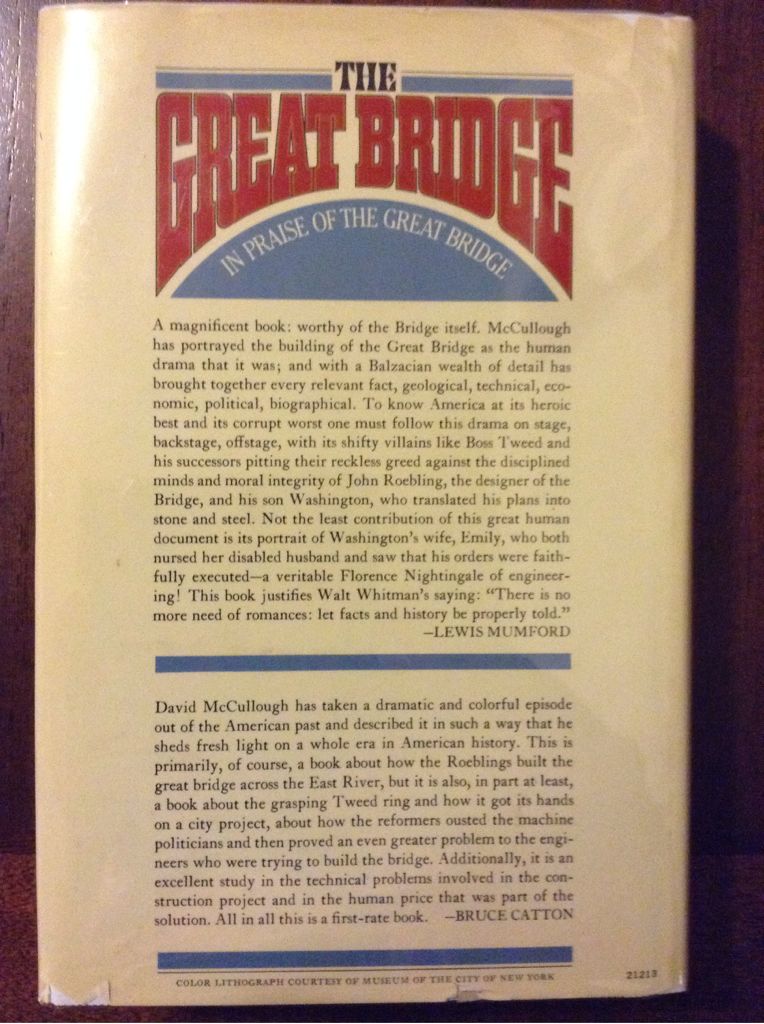 THE
GREAT BRIDGE
IN PRAISE OF THE GREAT BRIDGE
A magnificent book: worthy of the Bridge itself. McCullough
has portrayed the building of the Great Bridge as the human
drama that it was; and with a Balzacian wealth of detail has
brought together every relevant fact, geological, technical, eco-
nomic, political, biographical. To know America at its heroic
best and its corrupt worst one must follow this drama on stage,
backstage, offstage, with its shifty villains like Boss Tweed and
his successors pitting their reckless greed against the disciplined
minds and moral integrity of John Roebling, the designer of the
Bridge, and his son Washington, who translated his plans into
stone and steel. Not the least contribution of this great human
document is its portrait of Washington's wife, Emily, who both
nursed her disabled husband and saw that his orders were faith-
fully executed—a veritable Florence Nightingale of engineer-
ing! This book justifies Walt Whitman's saying: "There is no
more need of romances: let facts and history be properly told."
—LEWIS MUMFORD
David McCullough has taken a dramatic and colorful episode
out of the American past and described it in such a way that he
sheds fresh light on a whole era in American history. This is
primarily, of course, a book about how the Roeblings built the
great bridge across the East River, but it is also, in part at least,
a book about the grasping Tweed ring and how it got its hands
on a city project, about how the reformers ousted the machine
politicians and then proved an even greater problem to the engi-
neers who were trying to build the bridge. Additionally, it is an
excellent study in the technical problems involved in the con-
struction project and in the human price that was part of the
solution. All in all this is a first-rate book. —BRUCE CATTON
COLOR LITHOGRAPH COURTESY OF MUSEUM OF THE CITY OF NEW YORK
21213